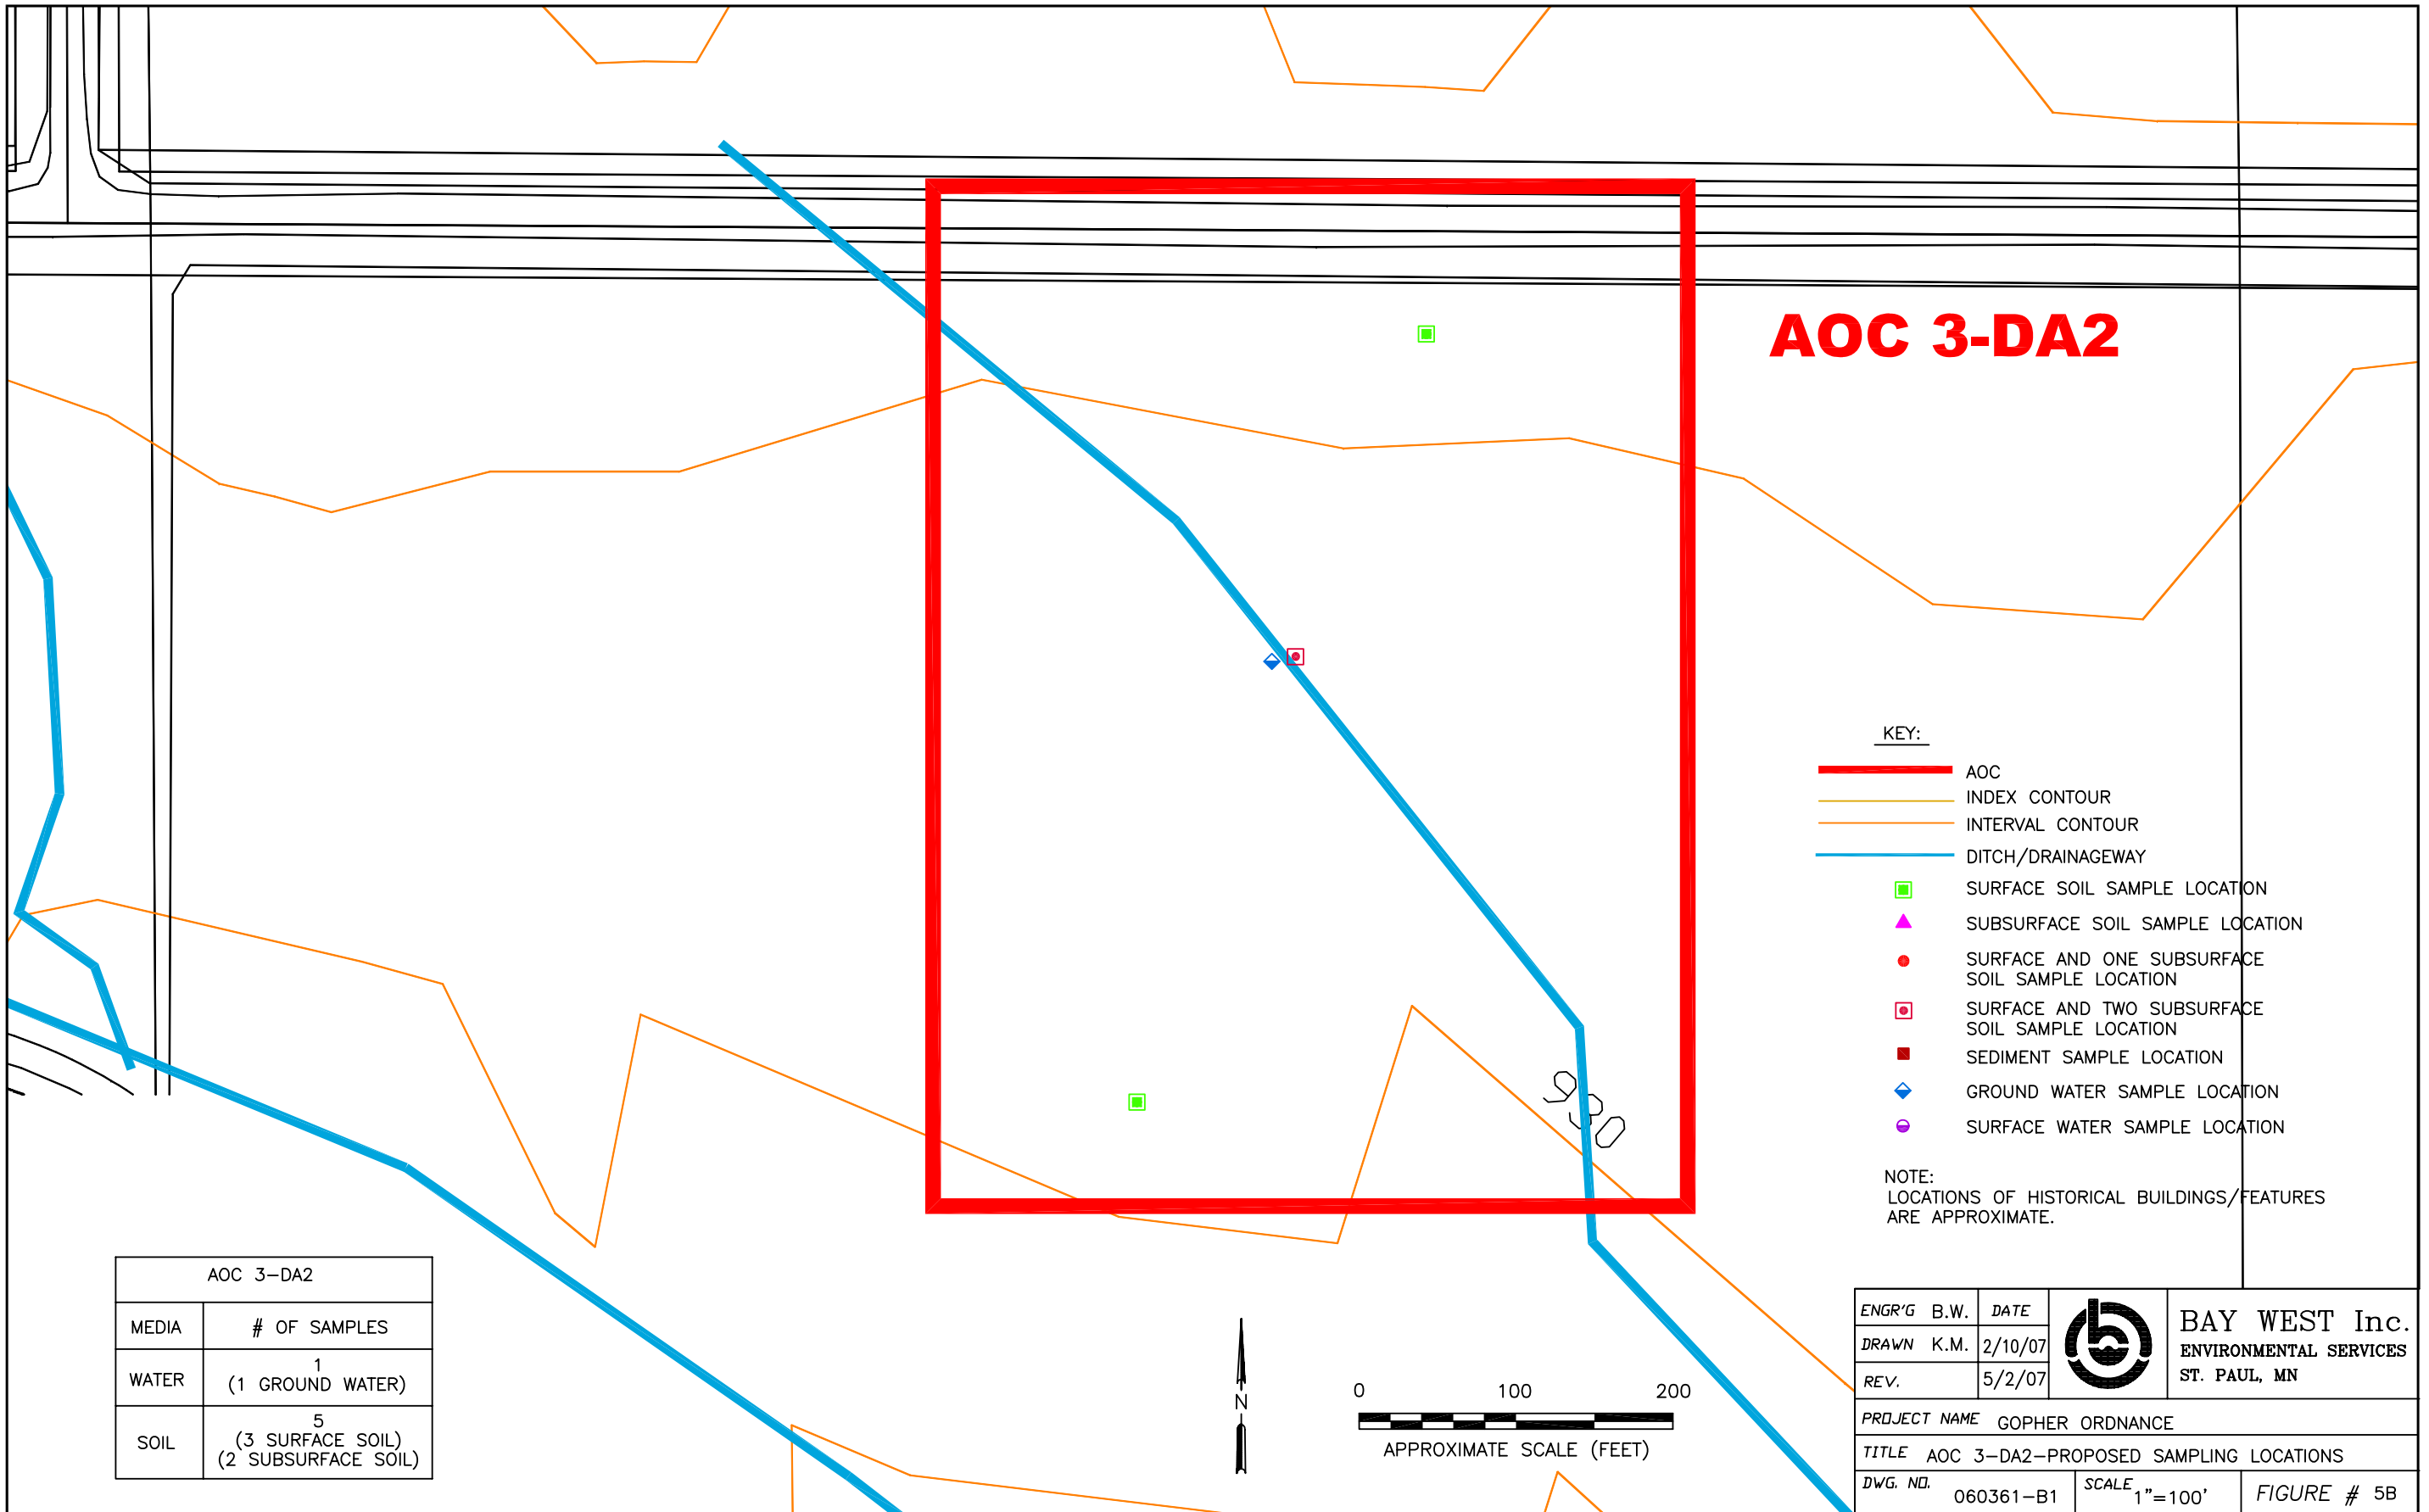 AOC 3-DA2
KEY:
AOC
INDEX CONTOUR
INTERVAL CONTOUR
DITCH/DRAINAGEWAY
SURFACE SOIL SAMPLE LOCATION
SUBSURFACE SOIL SAMPLE LOCATION
SURFACE AND ONE SUBSURFACE
SOIL SAMPLE LOCATION
SURFACE AND TWO SUBSURFACE
SOIL SAMPLE LOCATION
SEDIMENT SAMPLE LOCATION
GROUND WATER SAMPLE LOCATION
SURFACE WATER SAMPLE LOCATION
930
NOTE:
LOCATIONS OF HISTORICAL BUILDINGS/FEATURES
ARE APPROXIMATE.
AOC 3-DA2
MEDIA # OF SAMPLES
WATER 1
(1 GROUND WATER)
SOIL 5
(3 SURFACE SOIL)
(2 SUBSURFACE SOIL)
N
0 100 200
APPROXIMATE SCALE (FEET)
ENGR'G B.W. DATE
DRAWN K.M. 2/10/07
REV. 5/2/07
BAY WEST Inc.
ENVIRONMENTAL SERVICES
ST. PAUL, MN
PROJECT NAME GOPHER ORDNANCE
TITLE AOC 3-DA2-PROPOSED SAMPLING LOCATIONS
DWG. NO. 060361-B1 SCALE 1"=100' FIGURE # 5B